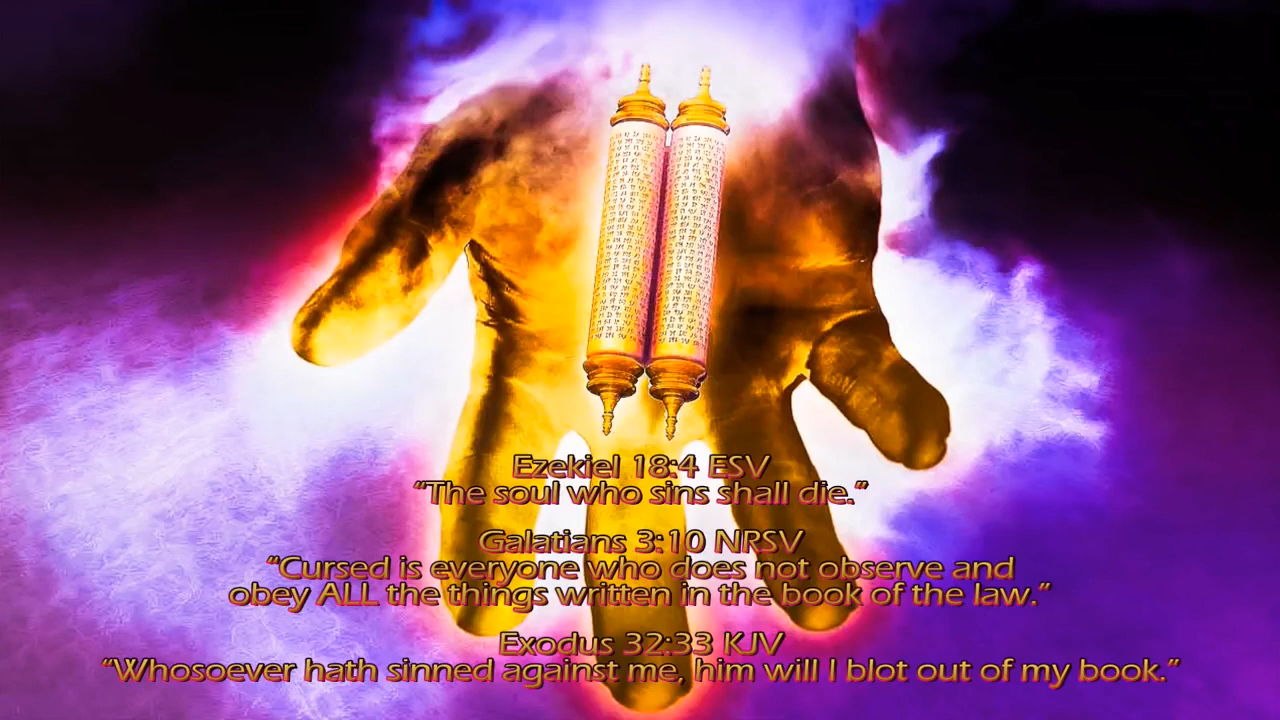 Ezekiel 18:4 ESV
“The soul who sins shall die.”
Galatians 3:10 NRSV
“Cursed is everyone who does not observe and
obey ALL the things written in the book of the law.”
Exodus 32:33 KJV
“Whosoever hath sinned against me, him will I blot out of my book.”